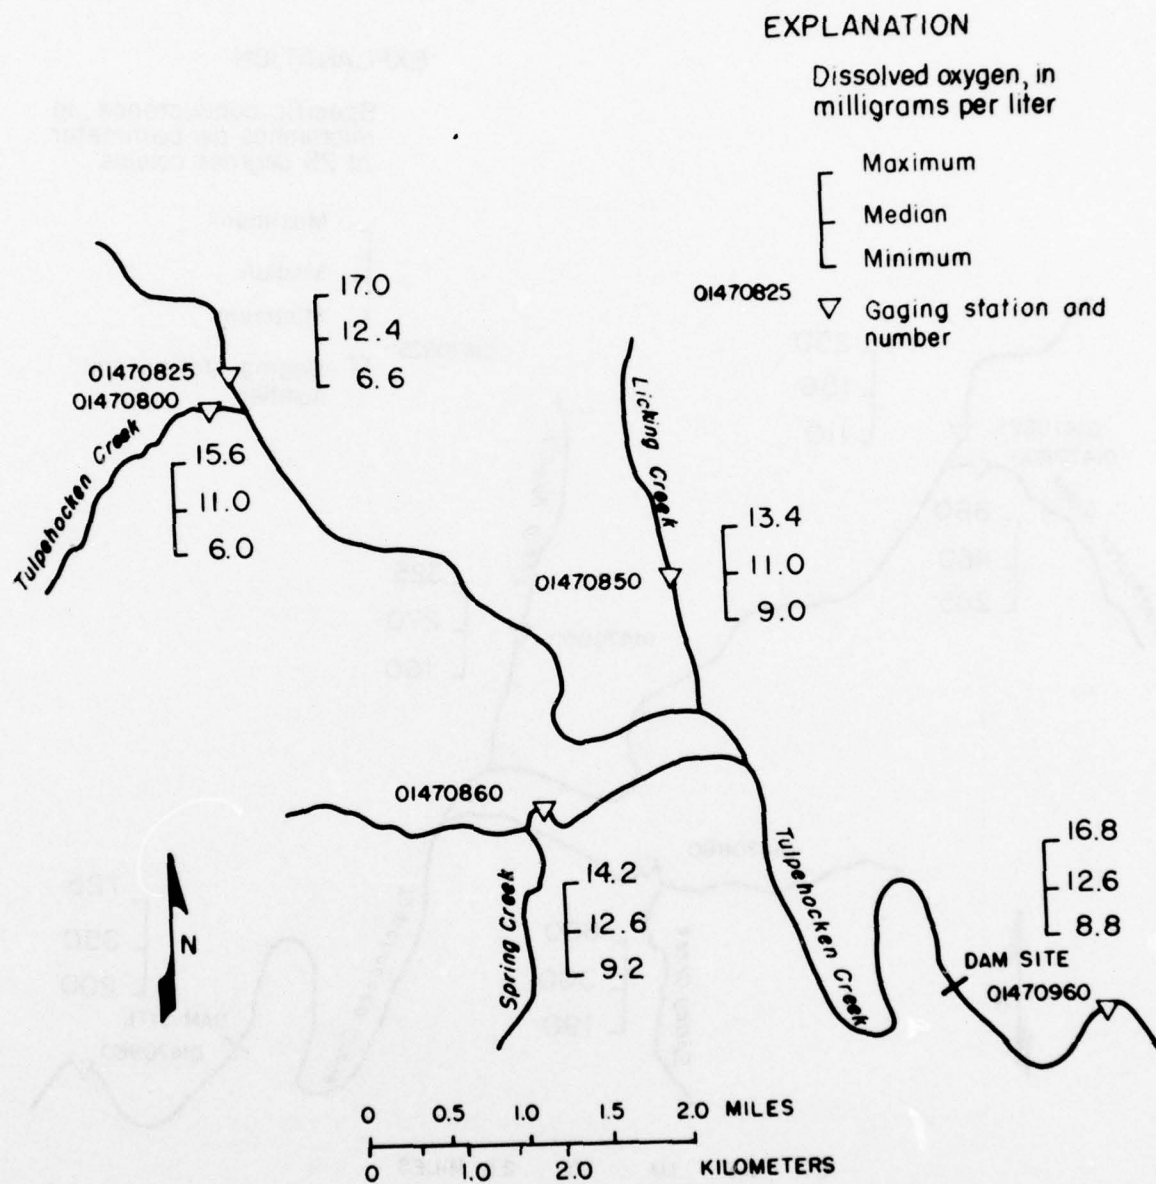 EXPLANATION
Dissolved oxygen, in
milligrams per liter
Maximum
Median
Minimum
01470825
Gaging station and
number
17.0
12.4
6.6
01470825
01470800
Tulpehocken Creek
15.6
11.0
6.0
Licking Creek
13.4
11.0
9.0
01470850
01470860
Spring Creek
14.2
12.6
9.2
Tulpehocken Creek
16.8
12.6
8.8
DAM SITE
01470960
N
0 0.5 1.0 1.5 2.0 MILES
0 1.0 2.0 KILOMETERS